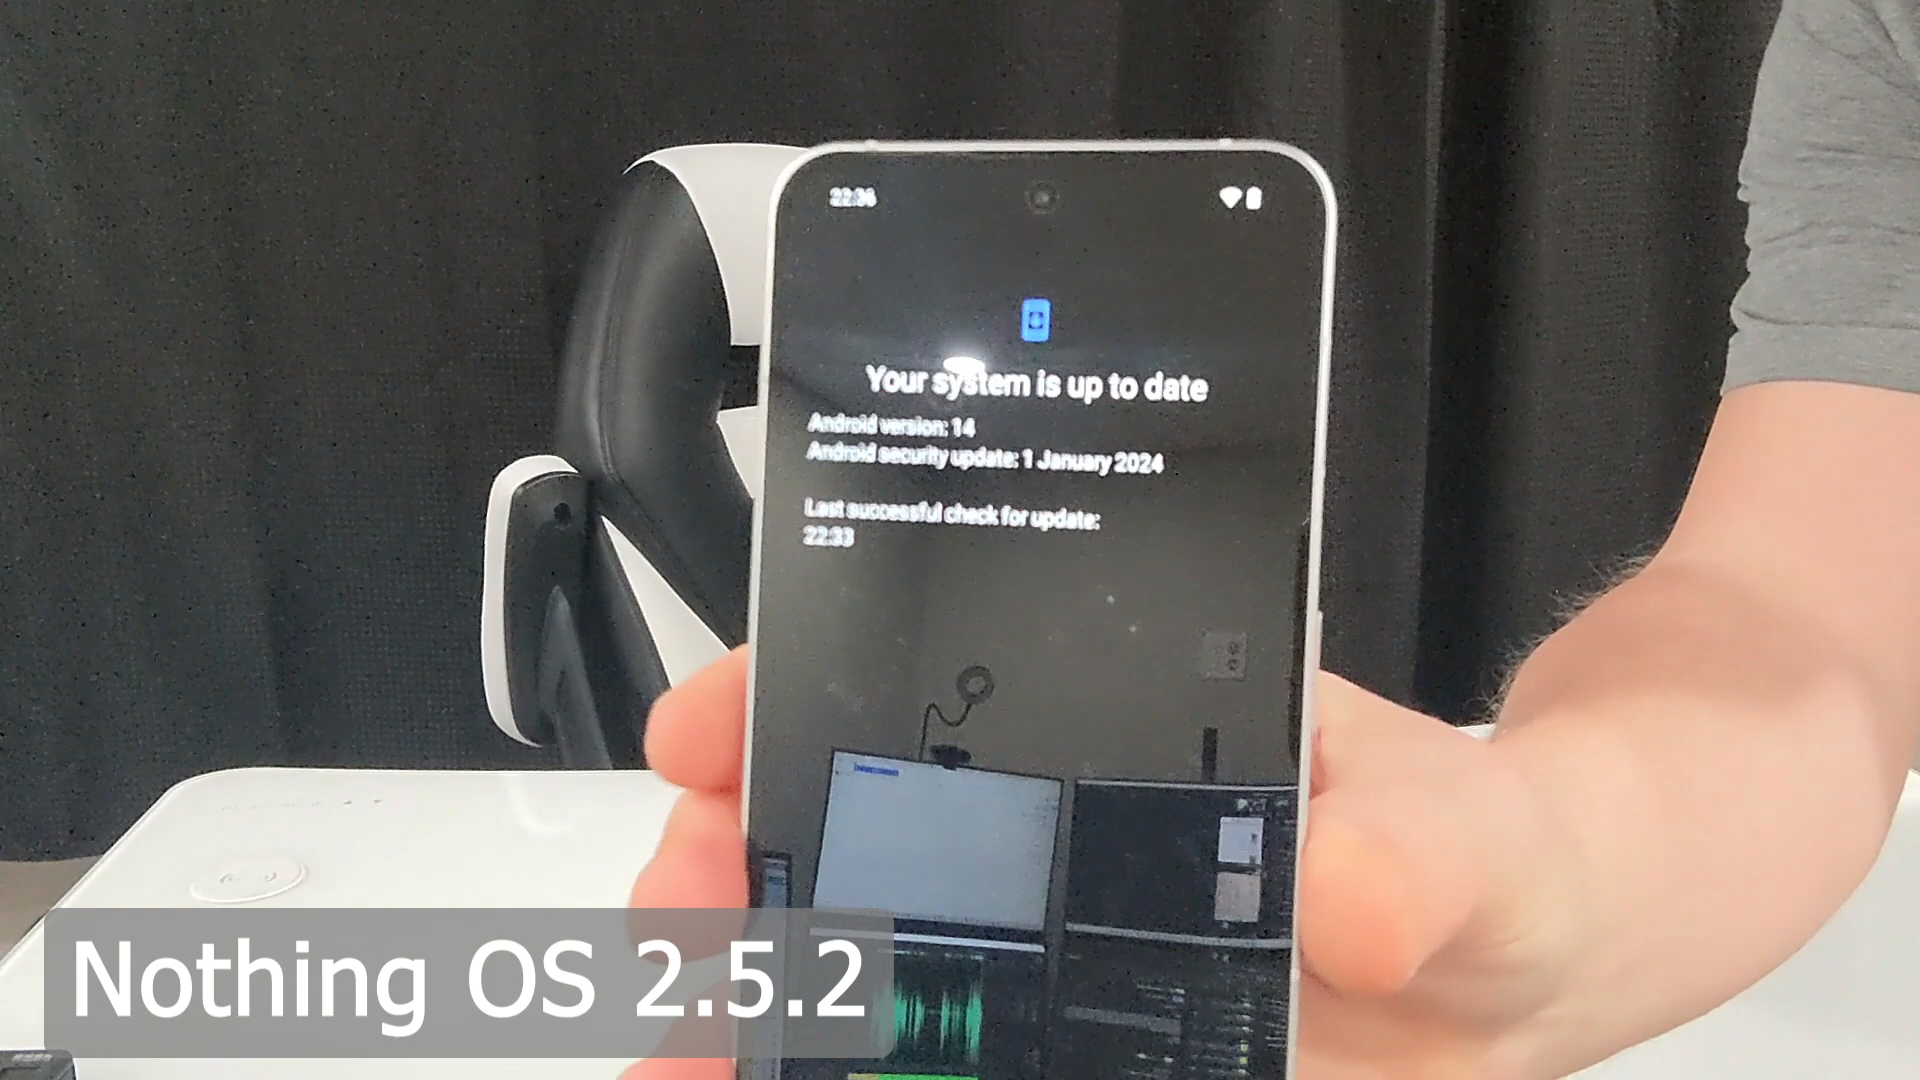 22:36
Your system is up to date
Android version: 14
Android security update: 1 January 2024
Last successful check for update:
22:33
Nothing OS 2.5.2